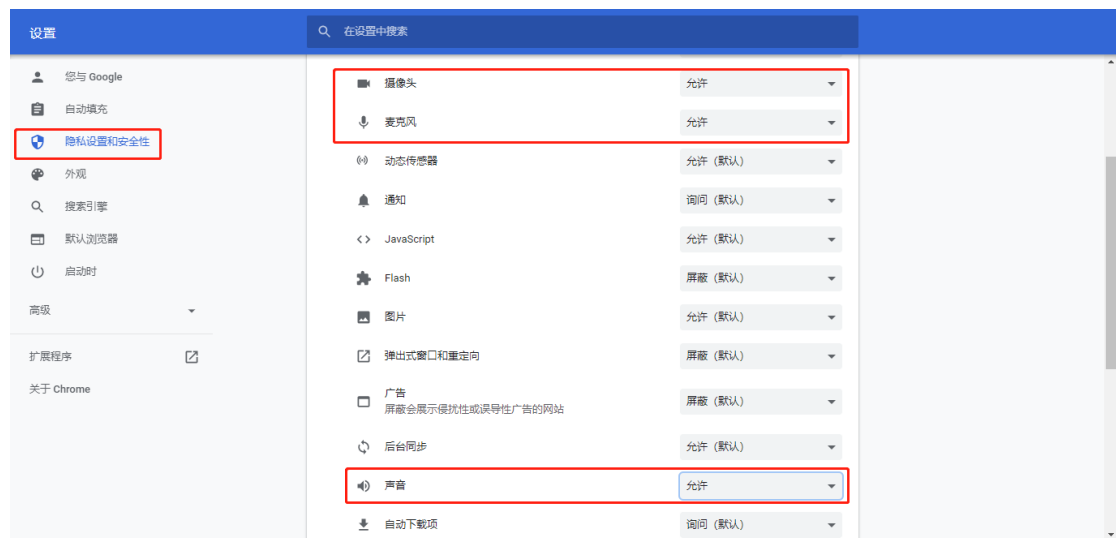 设置
在设置中搜索
您与 Google
自动填充
隐私设置和安全性
外观
搜索引擎
默认浏览器
启动时
高级
扩展程序
关于 Chrome
摄像头 允许
麦克风 允许
动态传感器 允许（默认）
通知 询问（默认）
JavaScript 允许（默认）
Flash 屏蔽（默认）
图片 允许（默认）
弹出式窗口和重定向 屏蔽（默认）
广告 屏蔽（默认）
屏蔽会展示侵扰性或误导性广告的网站
后台同步 允许（默认）
声音 允许
自动下载项 询问（默认）